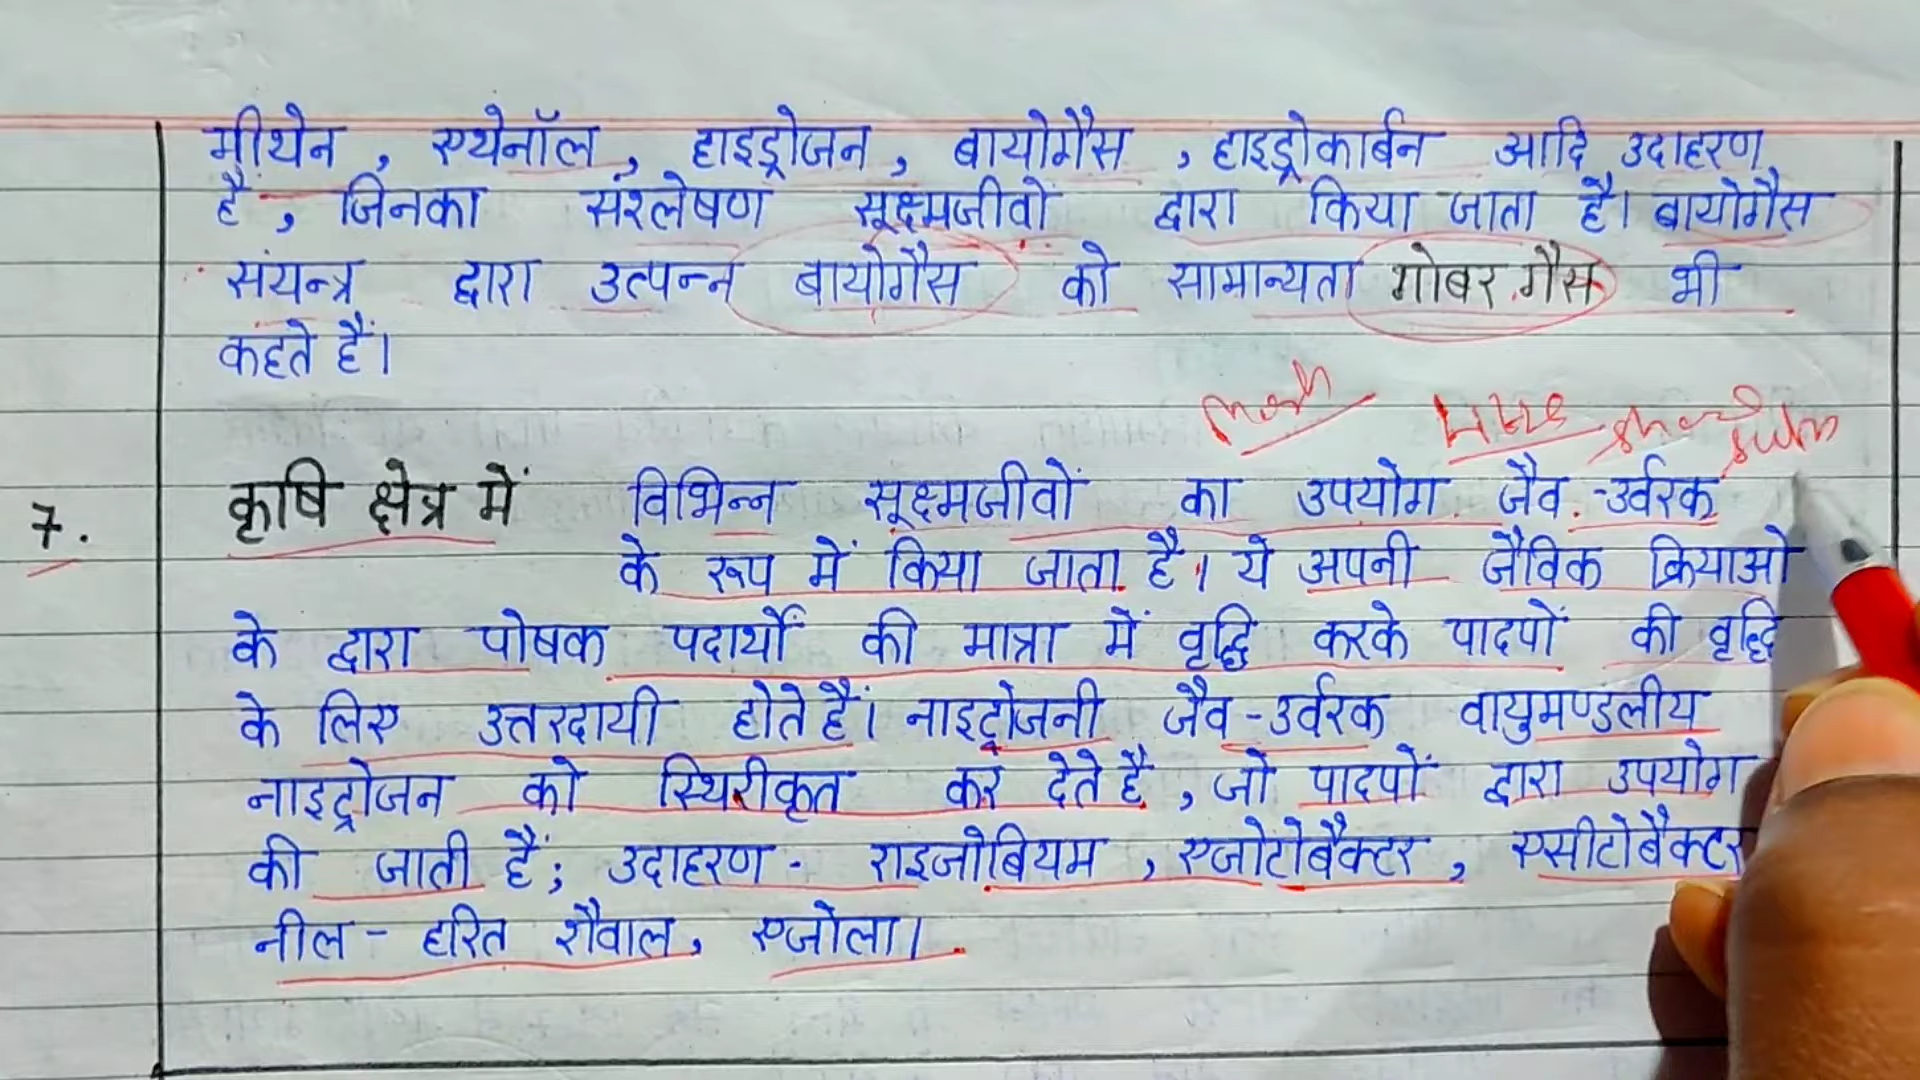 मीथेन, एथेनॉल, हाइड्रोजन, बायोगैस, हाइड्रोकार्बन आदि उदाहरण
हैं, जिनका संश्लेषण सूक्ष्मजीवों द्वारा किया जाता है। बायोगैस
संयन्त्र द्वारा उत्पन्न बायोगैस को सामान्यता गोबर गैस भी
कहते हैं।
Like
7. कृषि क्षेत्र में विभिन्न सूक्ष्मजीवों का उपयोग जैव-उर्वरक
के रूप में किया जाता है। ये अपनी जैविक क्रियाओ
के द्वारा पोषक पदार्थों की मात्रा में वृद्धि करके पादपों की वृद्धि
के लिए उत्तरदायी होते हैं। नाइट्रोजनी जैव-उर्वरक वायुमण्डलीय
नाइट्रोजन को स्थिरीकृत कर देते है, जो पादपों द्वारा उपयोग
की जाती हैं; उदाहरण - राइजोबियम, एजोटोबैक्टर, एसीटोबैक्टर
नील-हरित शैवाल, एजोला।